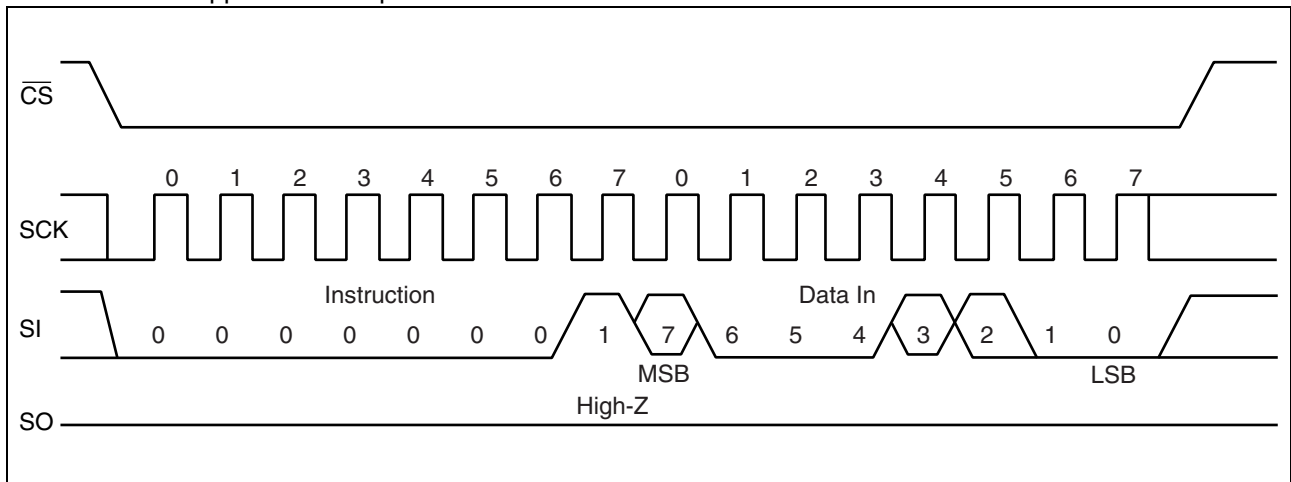 CS
0 1 2 3 4 5 6 7 0 1 2 3 4 5 6 7
SCK
Instruction Data In
SI 0 0 0 0 0 0 0 1 7 6 5 4 3 2 1 0
MSB LSB
High-Z
SO